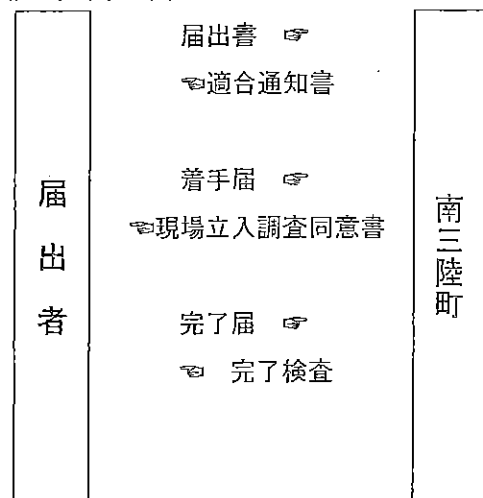 届出書 ☞
☜適合通知書
着手届 ☞
☜現場立入調査同意書
完了届 ☞
☜ 完了検査
届出者
南三陸町